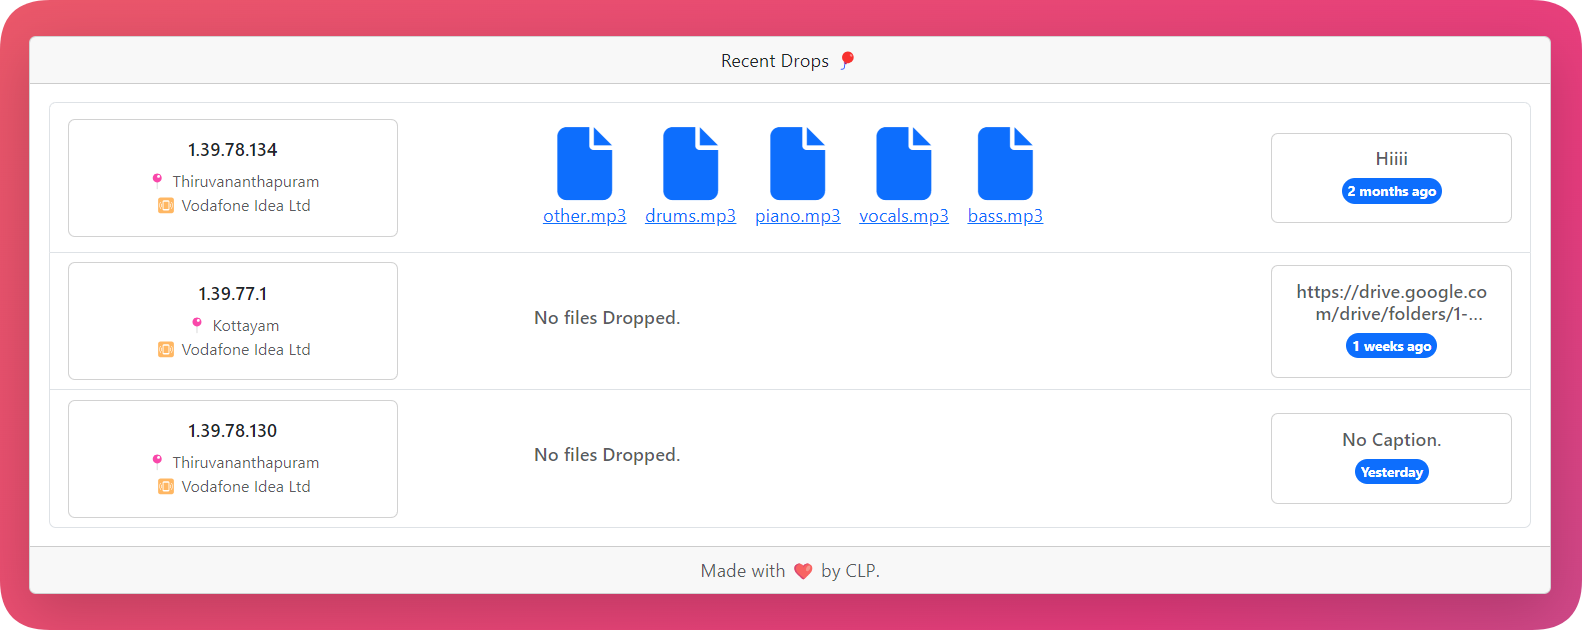 Recent Drops
1.39.78.134
Thiruvananthapuram
Vodafone Idea Ltd
other.mp3 drums.mp3 piano.mp3 vocals.mp3 bass.mp3
Hiiii
2 months ago
1.39.77.1
Kottayam
Vodafone Idea Ltd
No files Dropped.
https://drive.google.co
m/drive/folders/1-...
1 weeks ago
1.39.78.130
Thiruvananthapuram
Vodafone Idea Ltd
No files Dropped.
No Caption.
Yesterday
Made with ❤ by CLP.